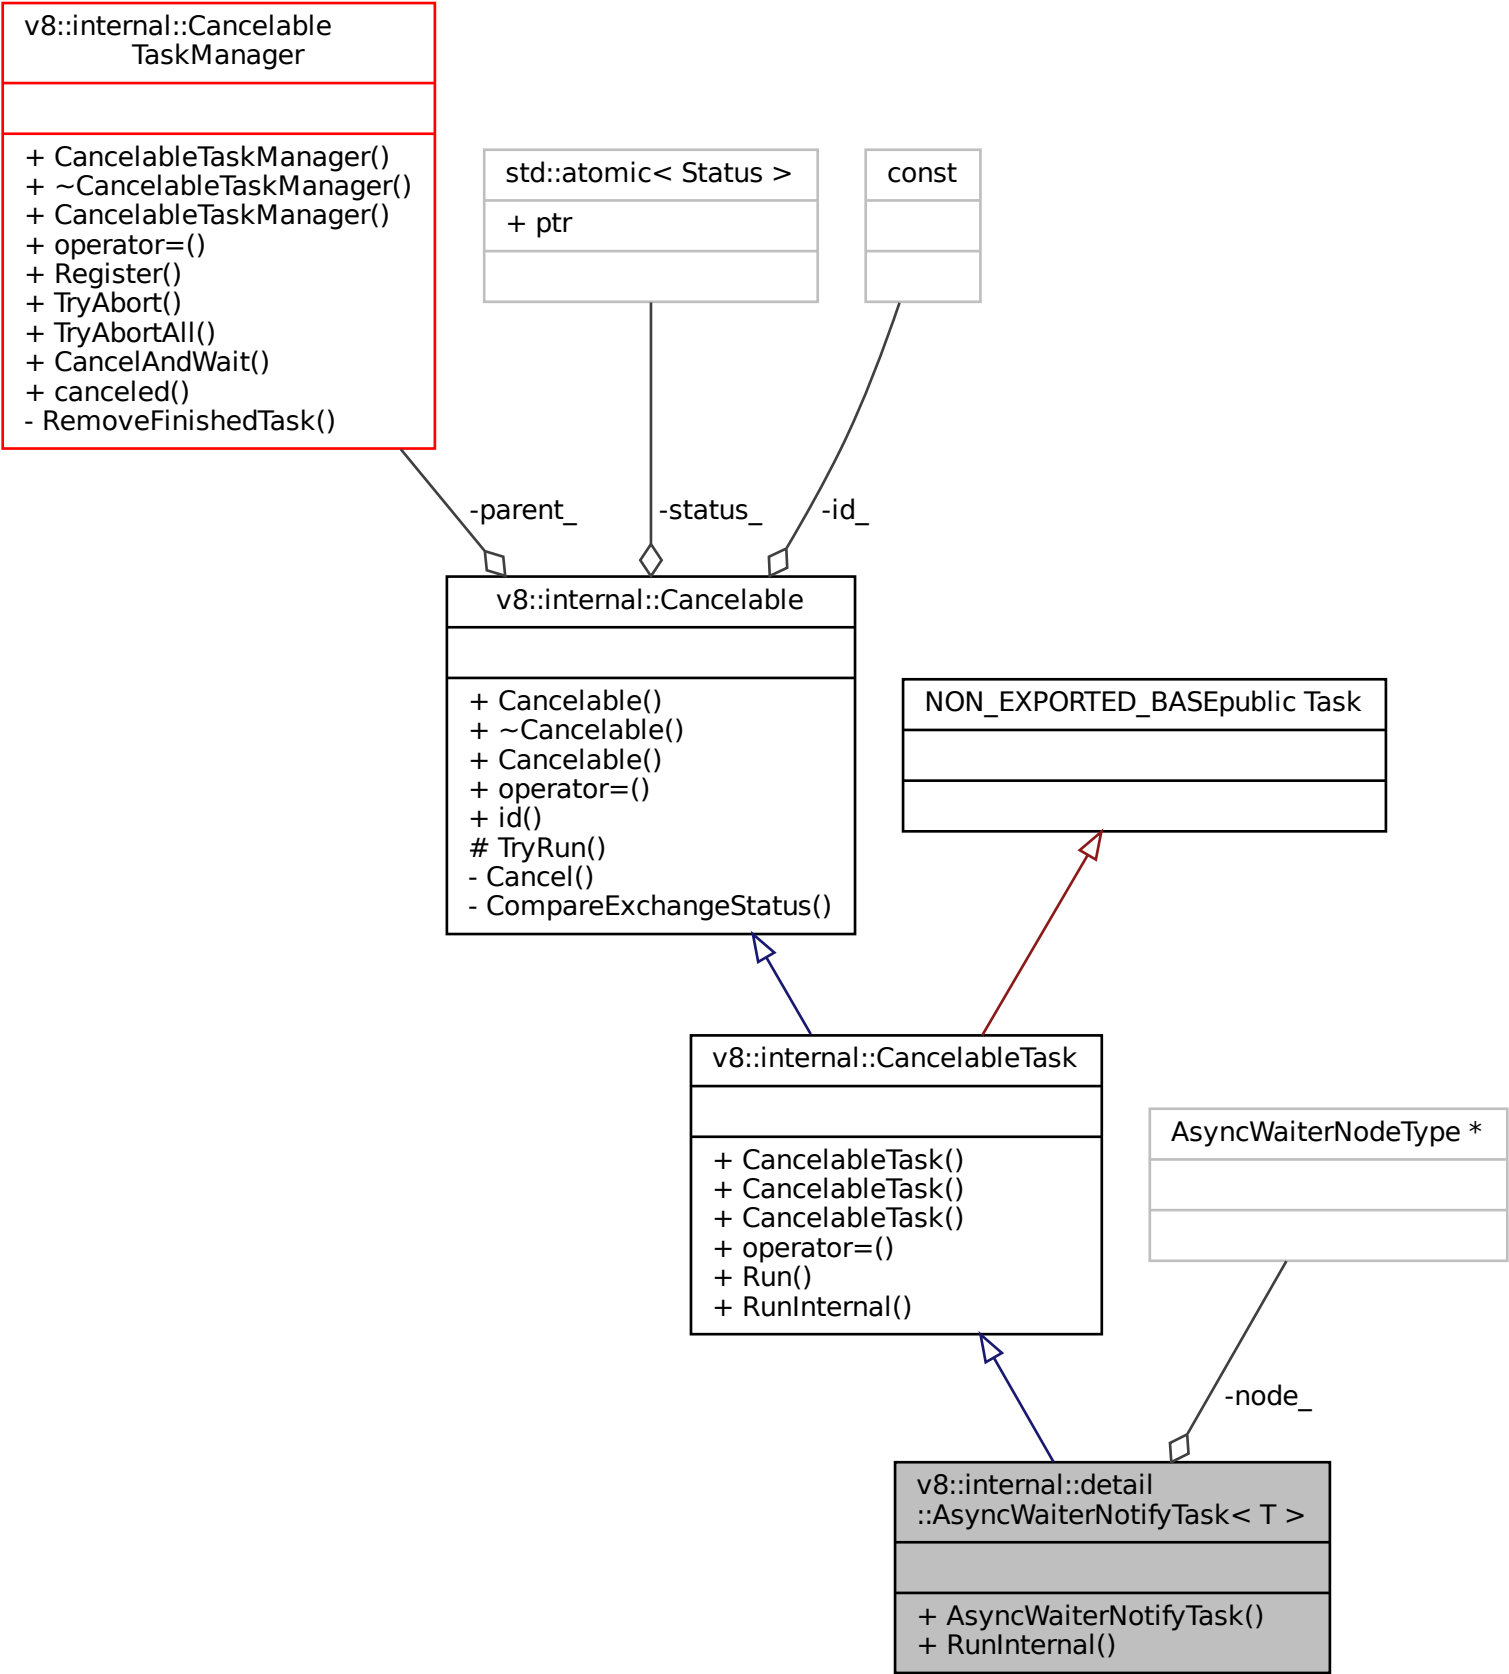 v8::internal::Cancelable
TaskManager
+ CancelableTaskManager()
+ ~CancelableTaskManager()
+ CancelableTaskManager()
+ operator=()
+ Register()
+ TryAbort()
+ TryAbortAll()
+ CancelAndWait()
+ canceled()
- RemoveFinishedTask()
std::atomic< Status >
+ ptr
const
-parent_
-status_
-id_
v8::internal::Cancelable
+ Cancelable()
+ ~Cancelable()
+ Cancelable()
+ operator=()
+ id()
# TryRun()
- Cancel()
- CompareExchangeStatus()
NON_EXPORTED_BASEpublic Task
v8::internal::CancelableTask
+ CancelableTask()
+ CancelableTask()
+ CancelableTask()
+ operator=()
+ Run()
+ RunInternal()
AsyncWaiterNodeType *
-node_
v8::internal::detail
::AsyncWaiterNotifyTask< T >
+ AsyncWaiterNotifyTask()
+ RunInternal()